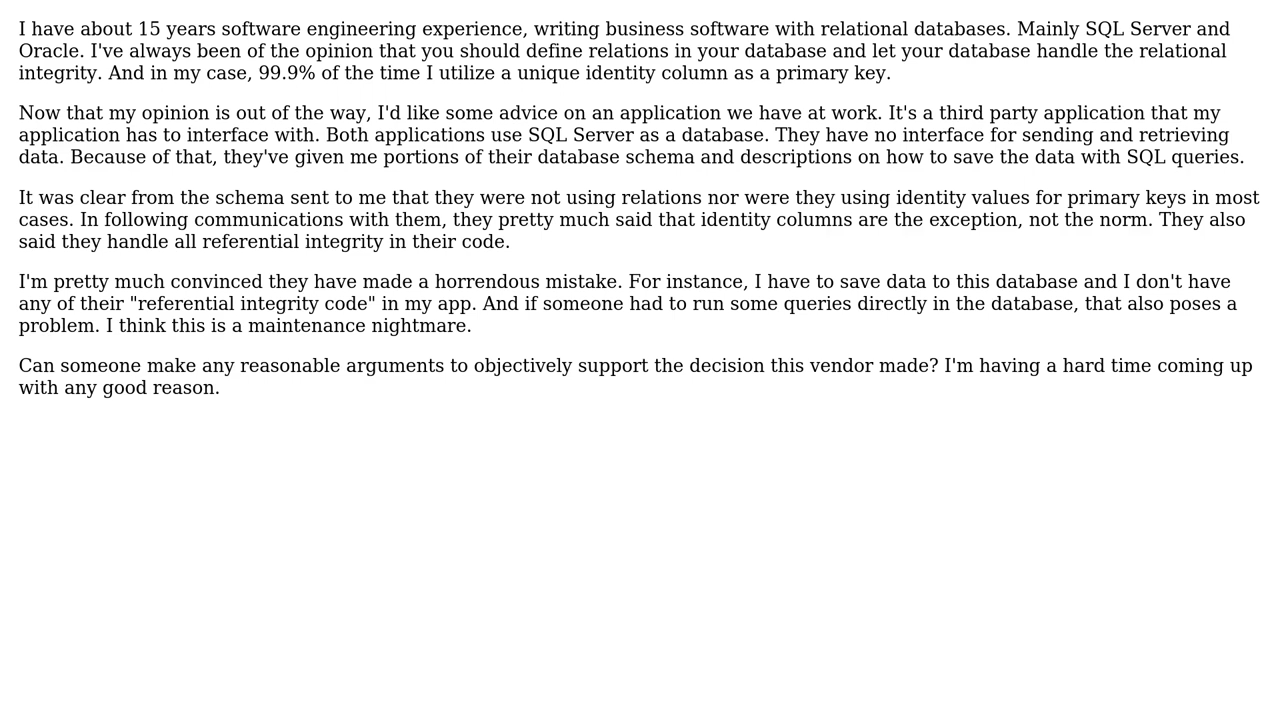 I have about 15 years software engineering experience, writing business software with relational databases. Mainly SQL Server and
Oracle. I've always been of the opinion that you should define relations in your database and let your database handle the relational
integrity. And in my case, 99.9% of the time I utilize a unique identity column as a primary key.
Now that my opinion is out of the way, I'd like some advice on an application we have at work. It's a third party application that my
application has to interface with. Both applications use SQL Server as a database. They have no interface for sending and retrieving
data. Because of that, they've given me portions of their database schema and descriptions on how to save the data with SQL queries.
It was clear from the schema sent to me that they were not using relations nor were they using identity values for primary keys in most
cases. In following communications with them, they pretty much said that identity columns are the exception, not the norm. They also
said they handle all referential integrity in their code.
I'm pretty much convinced they have made a horrendous mistake. For instance, I have to save data to this database and I don't have
any of their "referential integrity code" in my app. And if someone had to run some queries directly in the database, that also poses a
problem. I think this is a maintenance nightmare.
Can someone make any reasonable arguments to objectively support the decision this vendor made? I'm having a hard time coming up
with any good reason.